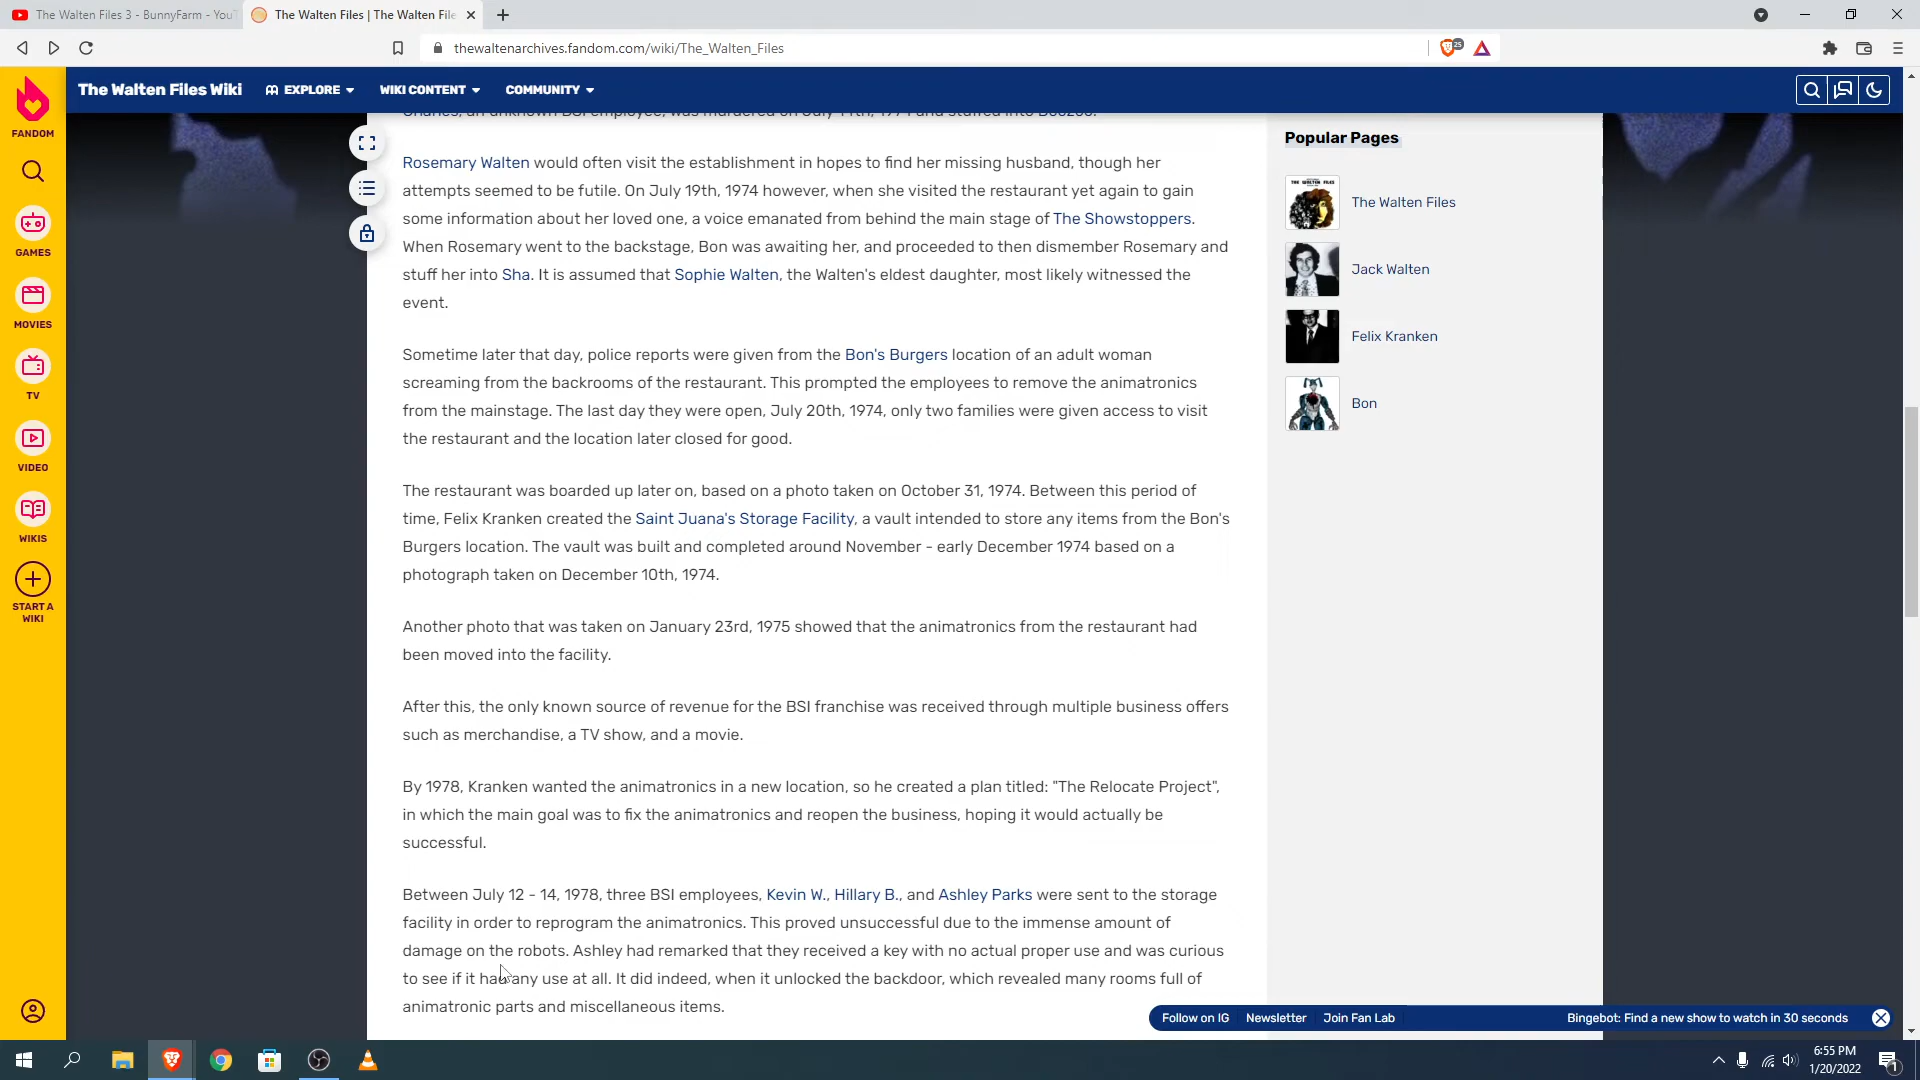 The Walten Files 3 - BunnyFarm - You
The Walten Files | The Walten File
thewaltenarchives.fandom.com/wiki/The_Walten_Files
25
The Walten Files Wiki
EXPLORE
WIKI CONTENT
COMMUNITY
FANDOM
GAMES
MOVIES
TV
VIDEO
WIKIS
START A
WIKI
Charles, an unknown BSI employee, was murdered on July 11th, 1974 and stuffed into Boozoo.
Rosemary Walten would often visit the establishment in hopes to find her missing husband, though her
attempts seemed to be futile. On July 19th, 1974 however, when she visited the restaurant yet again to gain
some information about her loved one, a voice emanated from behind the main stage of The Showstoppers.
When Rosemary went to the backstage, Bon was awaiting her, and proceeded to then dismember Rosemary and
stuff her into Sha. It is assumed that Sophie Walten, the Walten's eldest daughter, most likely witnessed the
event.
Sometime later that day, police reports were given from the Bon's Burgers location of an adult woman
screaming from the backrooms of the restaurant. This prompted the employees to remove the animatronics
from the mainstage. The last day they were open, July 20th, 1974, only two families were given access to visit
the restaurant and the location later closed for good.
The restaurant was boarded up later on, based on a photo taken on October 31, 1974. Between this period of
time, Felix Kranken created the Saint Juana's Storage Facility, a vault intended to store any items from the Bon's
Burgers location. The vault was built and completed around November - early December 1974 based on a
photograph taken on December 10th, 1974.
Another photo that was taken on January 23rd, 1975 showed that the animatronics from the restaurant had
been moved into the facility.
After this, the only known source of revenue for the BSI franchise was received through multiple business offers
such as merchandise, a TV show, and a movie.
By 1978, Kranken wanted the animatronics in a new location, so he created a plan titled: "The Relocate Project",
in which the main goal was to fix the animatronics and reopen the business, hoping it would actually be
successful.
Between July 12 - 14, 1978, three BSI employees, Kevin W., Hillary B., and Ashley Parks were sent to the storage
facility in order to reprogram the animatronics. This proved unsuccessful due to the immense amount of
damage on the robots. Ashley had remarked that they received a key with no actual proper use and was curious
to see if it had any use at all. It did indeed, when it unlocked the backdoor, which revealed many rooms full of
animatronic parts and miscellaneous items.
Popular Pages
THE WALTEN FILES
The Walten Files
Jack Walten
Felix Kranken
Bon
Follow on IG
Newsletter
Join Fan Lab
Bingebot: Find a new show to watch in 30 seconds
6:55 PM
1/20/2022
1